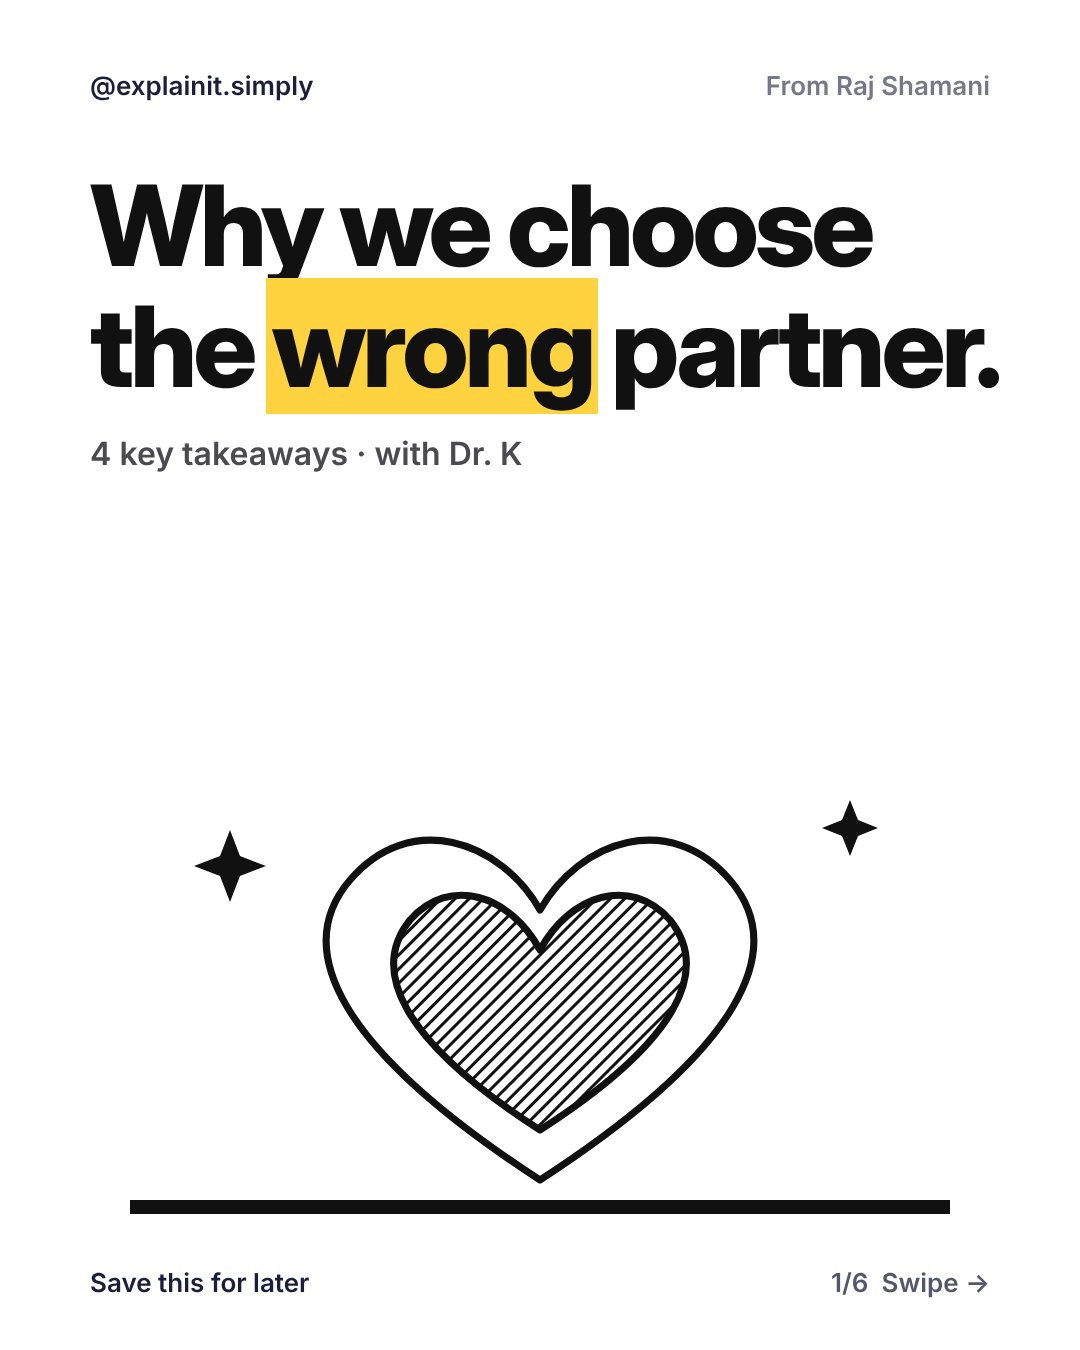 @explainit.simply
From Raj Shamani
Why we choose
the wrong partner.
4 key takeaways · with Dr. K
Save this for later
1/6 Swipe →